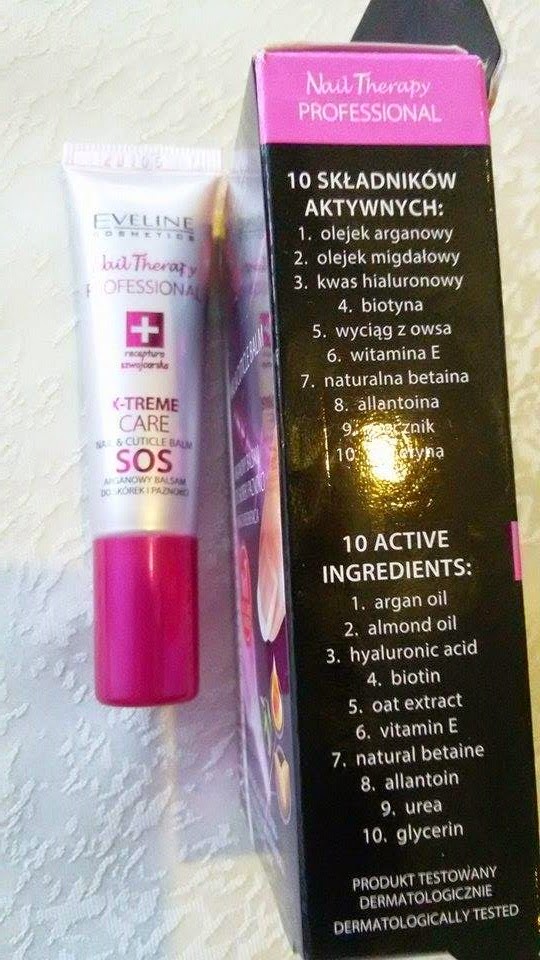 EVELINE
COSMETICS
Nail Therapy
PROFESSIONAL
receptura
szwajcarska
X-TREME
CARE
NAIL & CUTICLE BALM
SOS
ARGANOWY BALSAM
DO SKÓREK I PAZNOKCI
Nail Therapy
PROFESSIONAL
10 SKŁADNIKÓW
AKTYWNYCH:
1. olejek arganowy
2. olejek migdałowy
3. kwas hialuronowy
4. biotyna
5. wyciąg z owsa
6. witamina E
7. naturalna betaina
8. allantoina
9. mocznik
10. gliceryna
10 ACTIVE
INGREDIENTS:
1. argan oil
2. almond oil
3. hyaluronic acid
4. biotin
5. oat extract
6. vitamin E
7. natural betaine
8. allantoin
9. urea
10. glycerin
PRODUKT TESTOWANY
DERMATOLOGICZNIE
DERMATOLOGICALLY TESTED